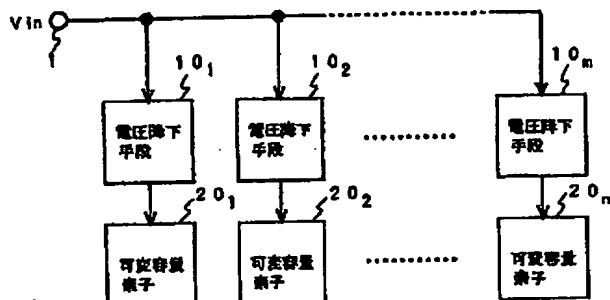 Vin
1
10₁
10₂
10m
電圧降下
手段
電圧降下
手段
電圧降下
手段
20₁
20₂
20n
可変容量
素子
可変容量
素子
可変容量
素子